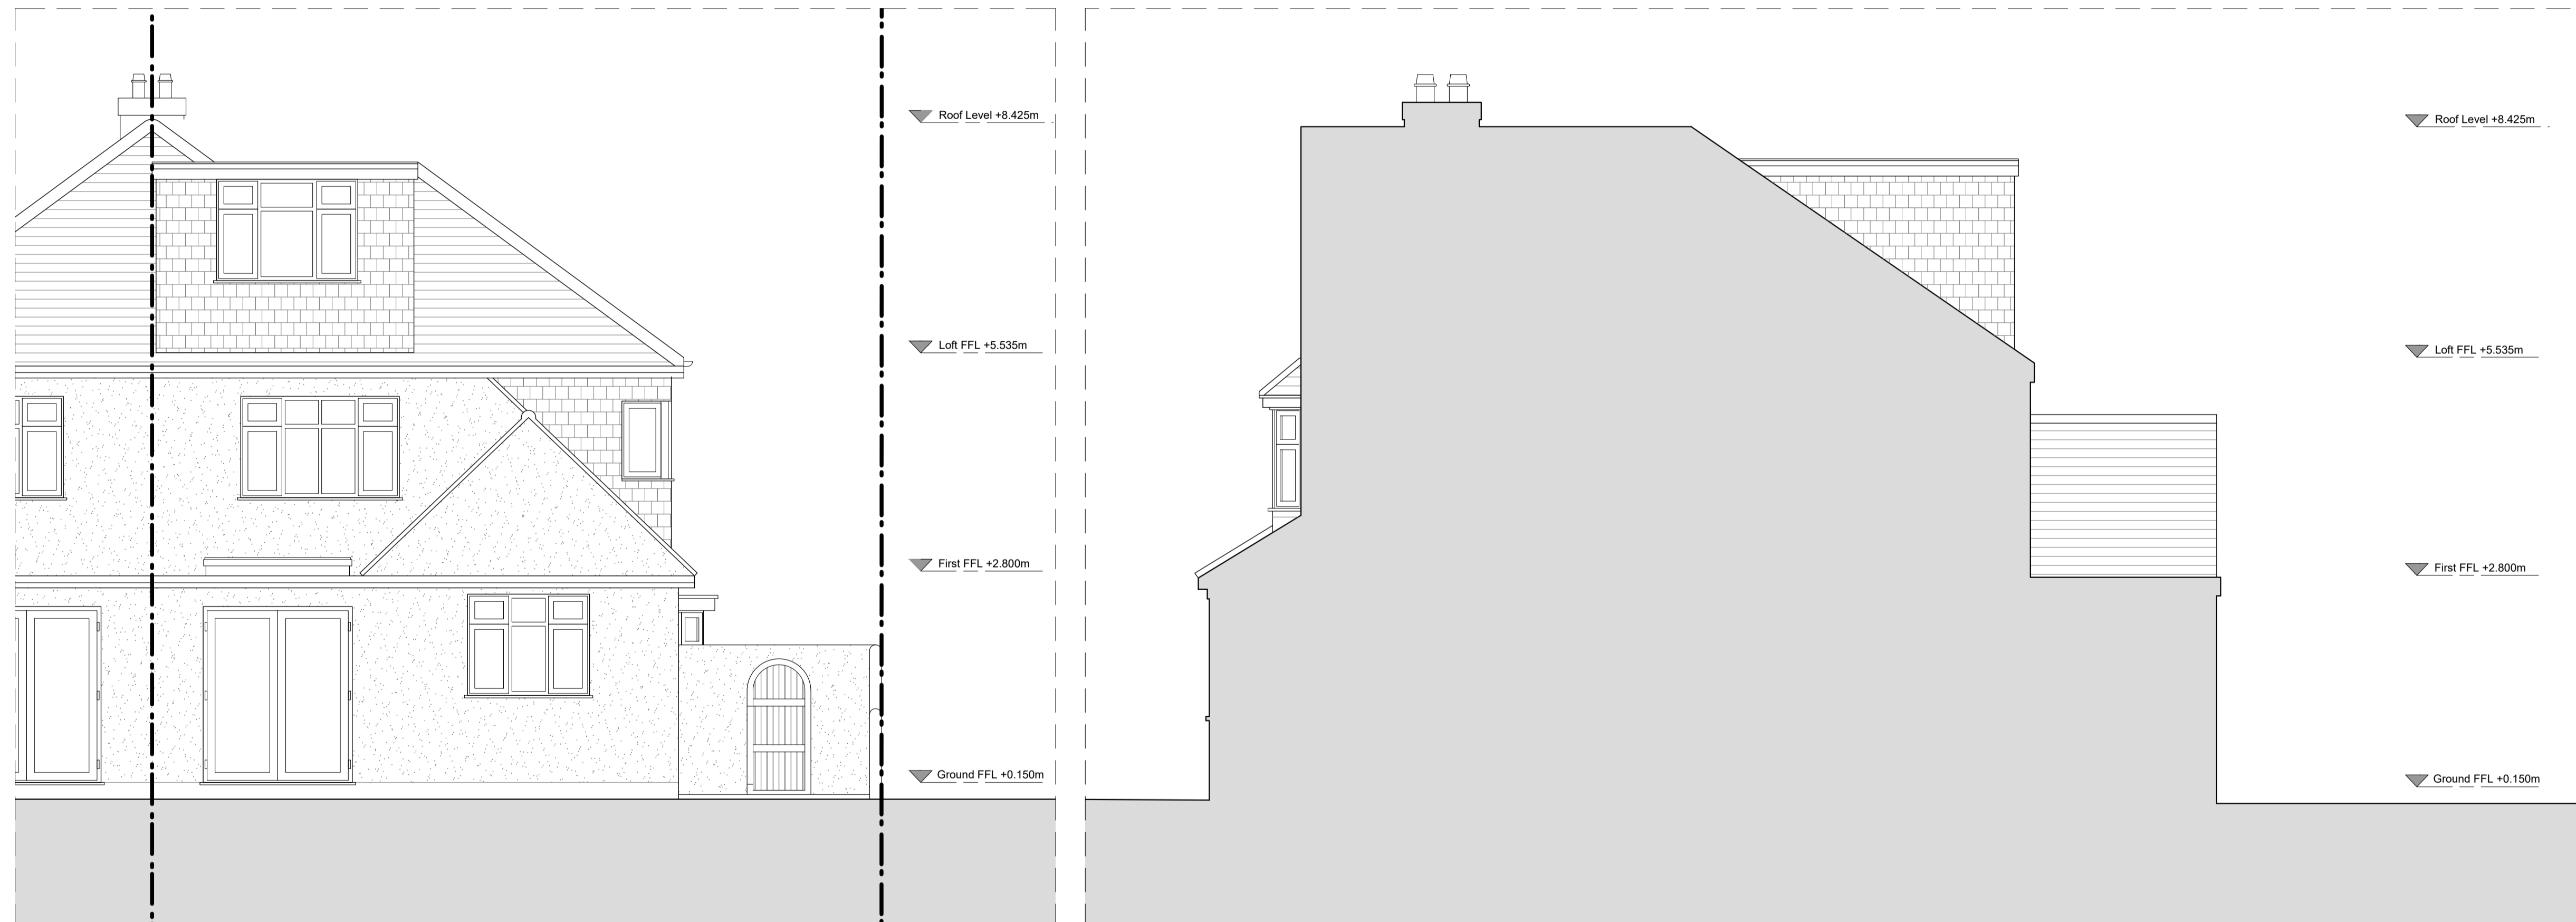 Roof Level +8.425m
Loft FFL +5.535m
First FFL +2.800m
Ground FFL +0.150m
Roof Level +8.425m
Loft FFL +5.535m
First FFL +2.800m
Ground FFL +0.150m